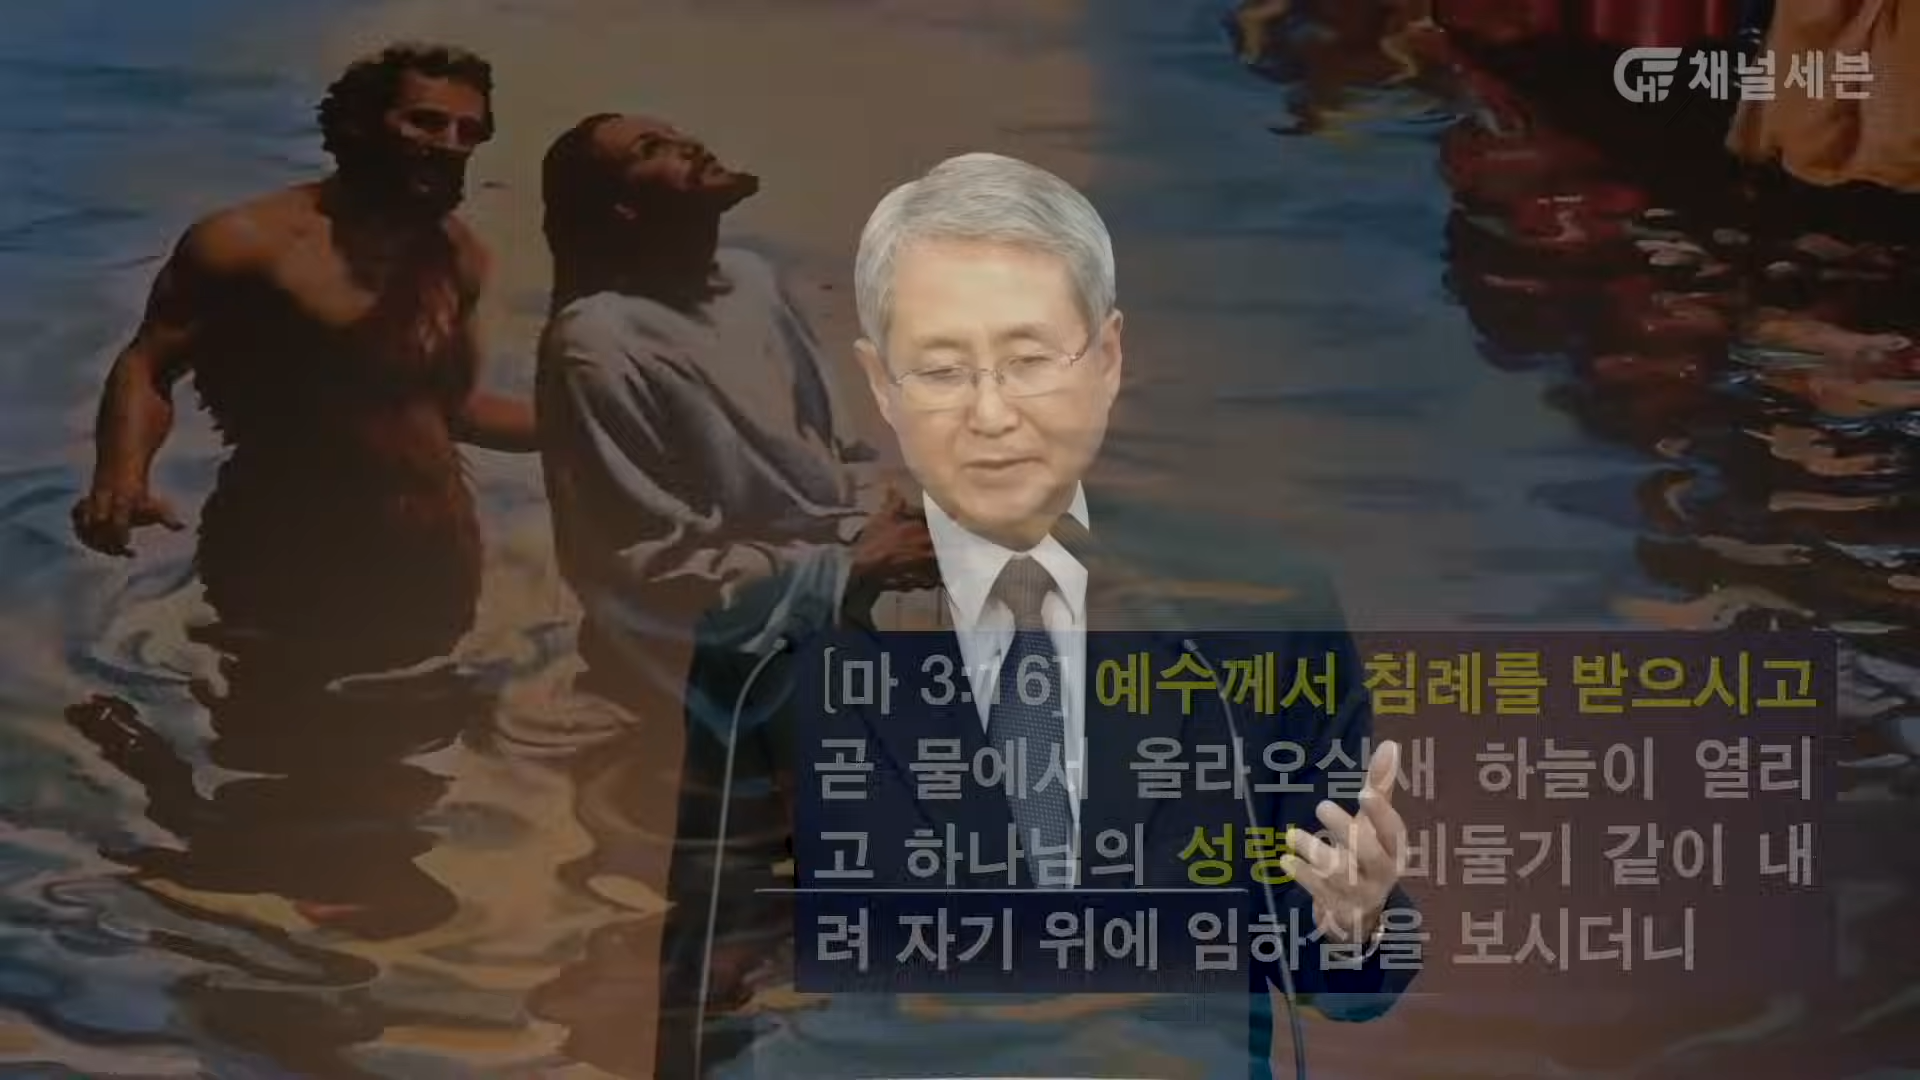 채널세븐
[마 3:16] 예수께서 침례를 받으시고
곧 물에서 올라오실새 하늘이 열리
고 하나님의 성령이 비둘기 같이 내
려 자기 위에 임하심을 보시더니